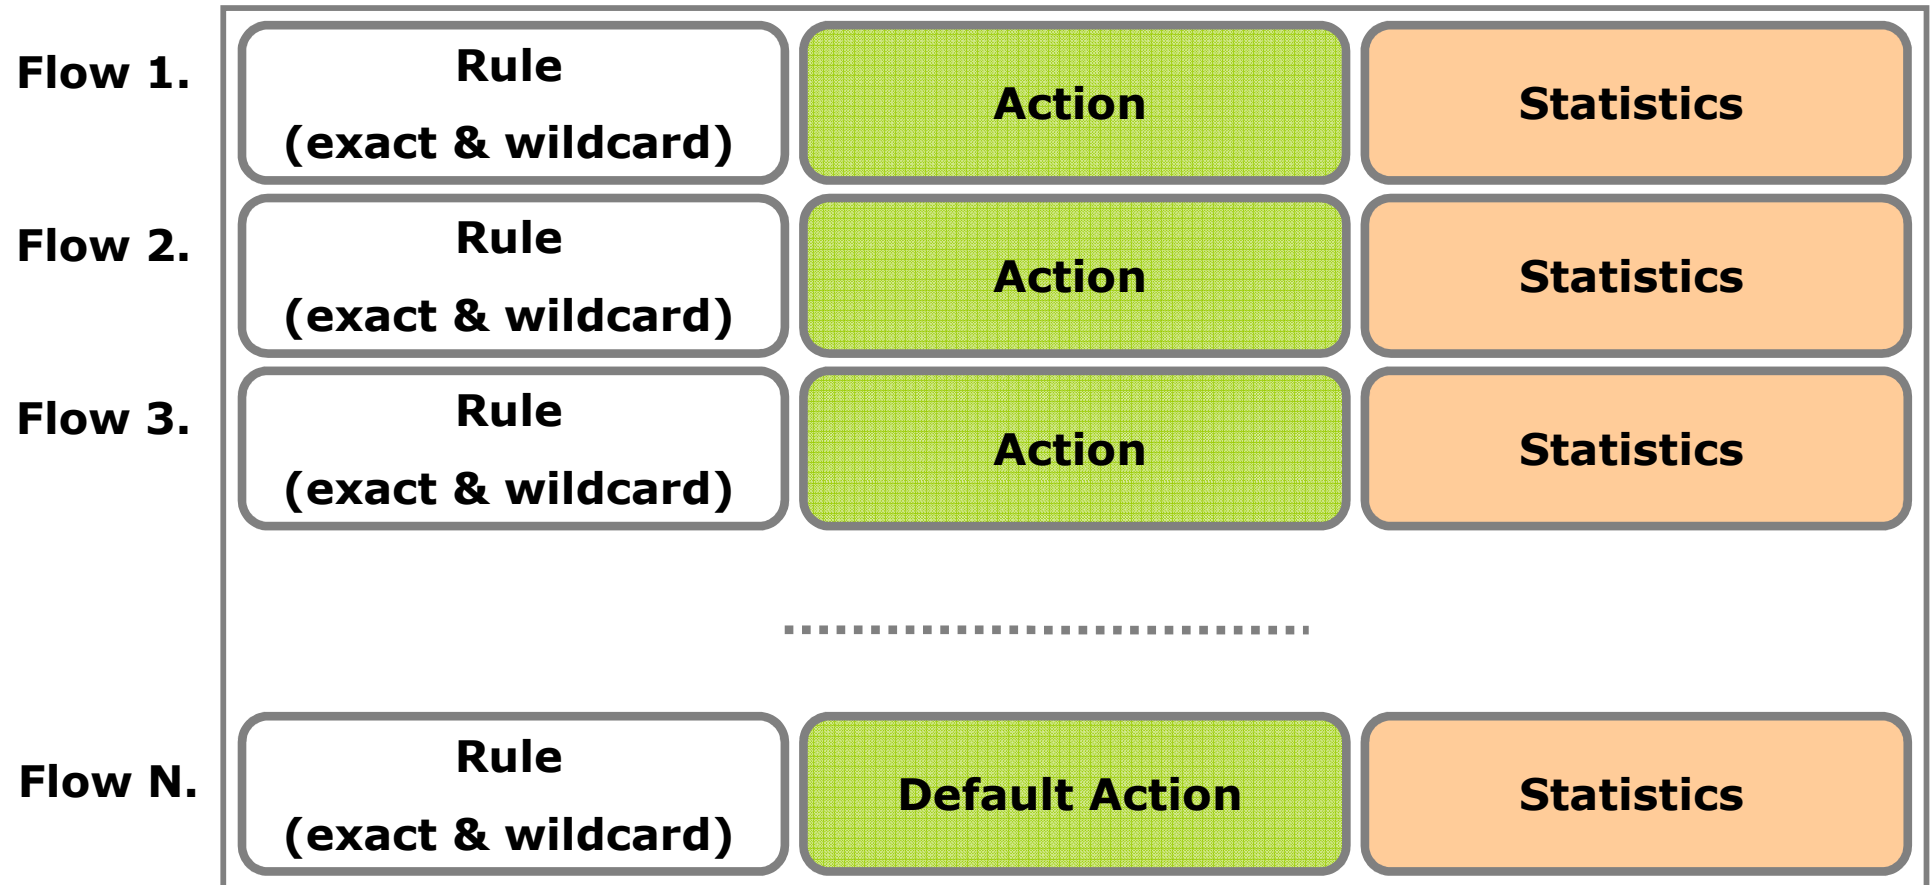 Flow 1.
Rule
(exact & wildcard)
Action
Statistics
Flow 2.
Rule
(exact & wildcard)
Action
Statistics
Flow 3.
Rule
(exact & wildcard)
Action
Statistics
Flow N.
Rule
(exact & wildcard)
Default Action
Statistics